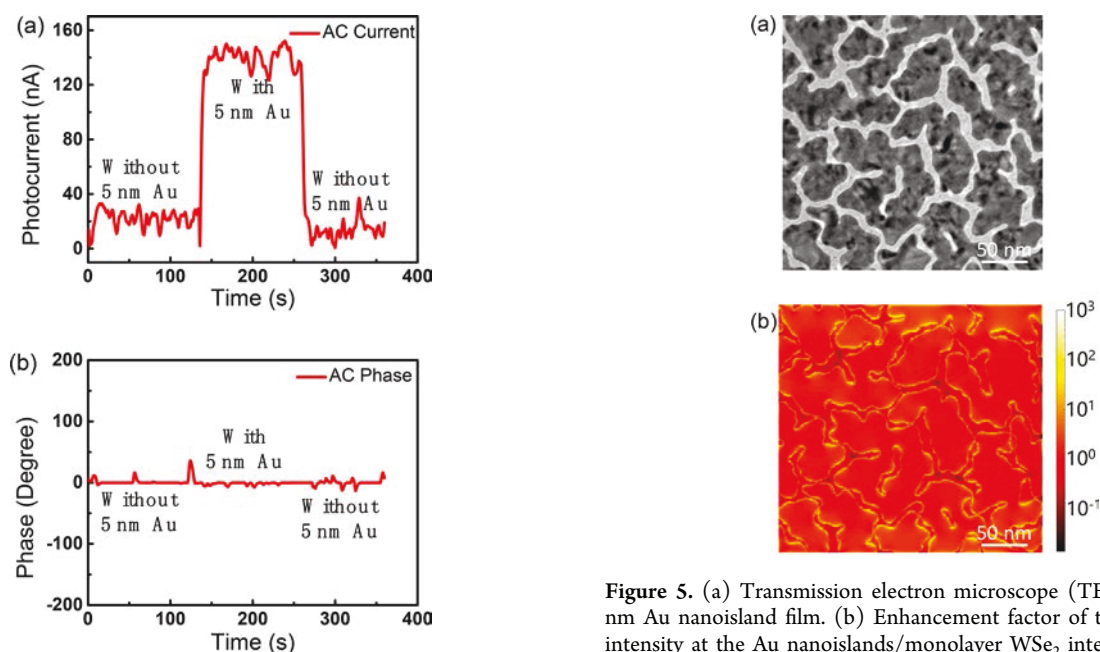 (a)
160
120
80
40
0
Photocurrent (nA)
AC Current
W ith
5 nm Au
W ithout
5 nm Au
W ithout
5 nm Au
0 100 200 300 400
Time (s)
(b)
200
100
0
-100
-200
Phase (Degree)
AC Phase
W ith
5 nm Au
W ithout
5 nm Au
W ithout
5 nm Au
0 100 200 300 400
Time (s)
(a)
50 nm
(b)
50 nm
10³
10²
10¹
10⁰
10⁻¹
Figure 5. (a) Transmission electron microscope (TE
nm Au nanoisland film. (b) Enhancement factor of t
intensity at the Au nanoislands/monolayer WSe₂ inte